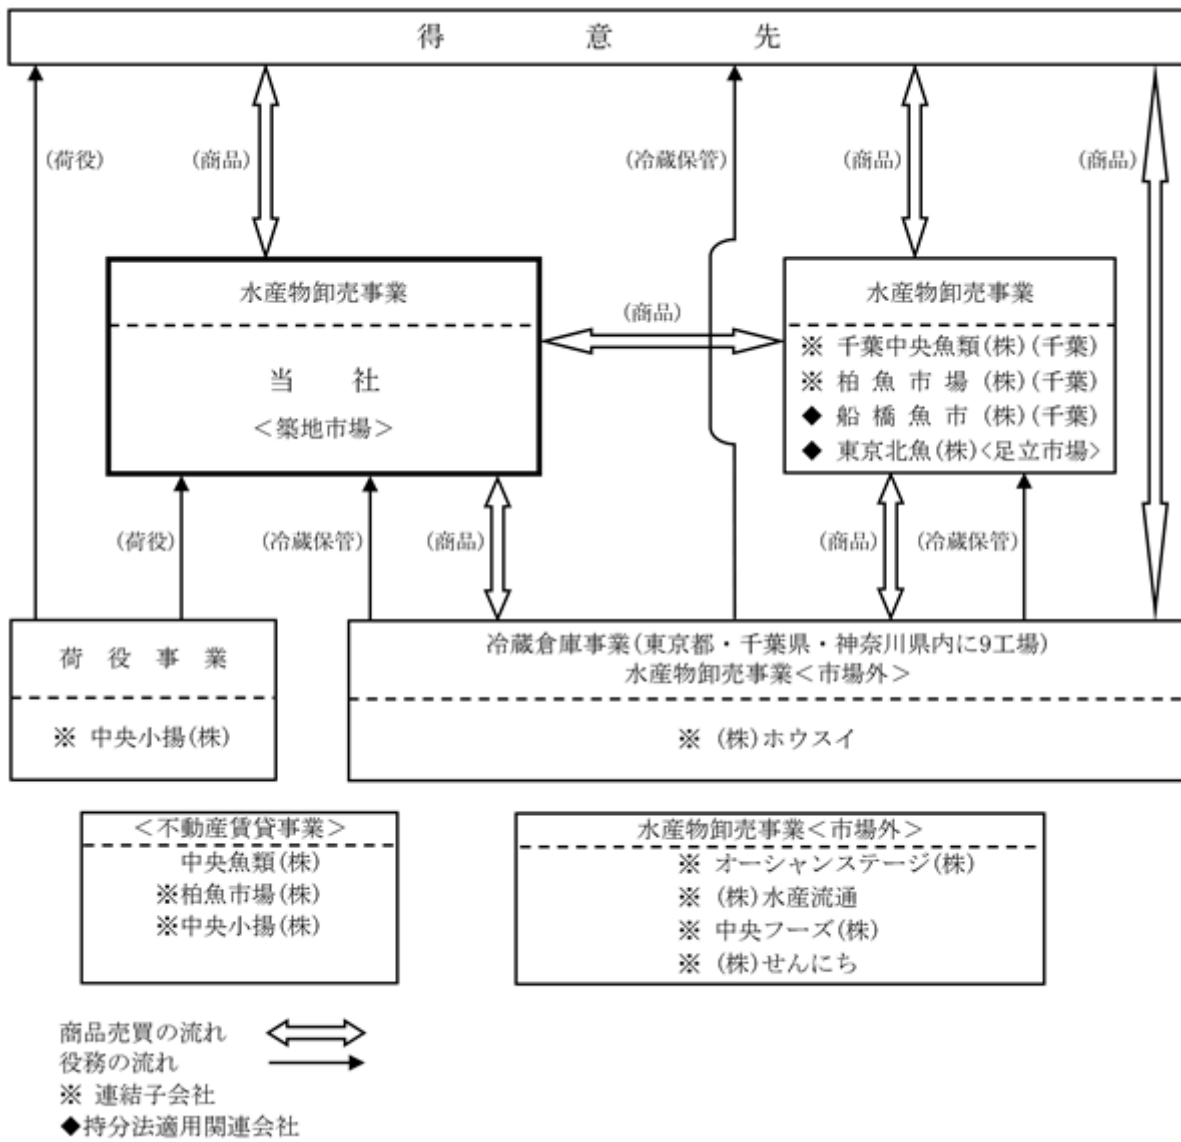 得意先
(荷役)
(商品)
(冷蔵保管)
(商品)
(商品)
水産物卸売事業
当社
<築地市場>
(商品)
水産物卸売事業
※ 千葉中央魚類(株)(千葉)
※ 柏魚市場(株)(千葉)
◆ 船橋魚市(株)(千葉)
◆ 東京北魚(株)<足立市場>
(荷役)
(冷蔵保管)
(商品)
(商品)
(冷蔵保管)
荷役事業
※ 中央小揚(株)
冷蔵倉庫事業(東京都・千葉県・神奈川県内に9工場)
水産物卸売事業<市場外>
※ (株)ホウスイ
<不動産賃貸事業>
中央魚類(株)
※柏魚市場(株)
※中央小揚(株)
水産物卸売事業<市場外>
※ オーシャンステージ(株)
※ (株)水産流通
※ 中央フーズ(株)
※ (株)せんにち
商品売買の流れ
役務の流れ
※ 連結子会社
◆持分法適用関連会社